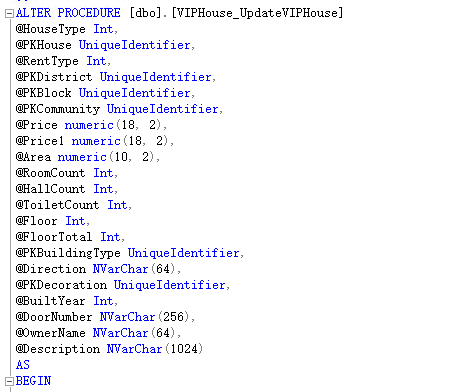 ALTER PROCEDURE [dbo].[VIPHouse_UpdateVIPHouse]
@HouseType Int,
@PKHouse UniqueIdentifier,
@RentType Int,
@PKDistrict UniqueIdentifier,
@PKBlock UniqueIdentifier,
@PKCommunity UniqueIdentifier,
@Price numeric(18, 2),
@Price1 numeric(18, 2),
@Area numeric(10, 2),
@RoomCount Int,
@HallCount Int,
@ToiletCount Int,
@Floor Int,
@FloorTotal Int,
@PKBuildingType UniqueIdentifier,
@Direction NVarChar(64),
@PKDecoration UniqueIdentifier,
@BuiltYear Int,
@DoorNumber NVarChar(256),
@OwnerName NVarChar(64),
@Description NVarChar(1024)
AS
BEGIN